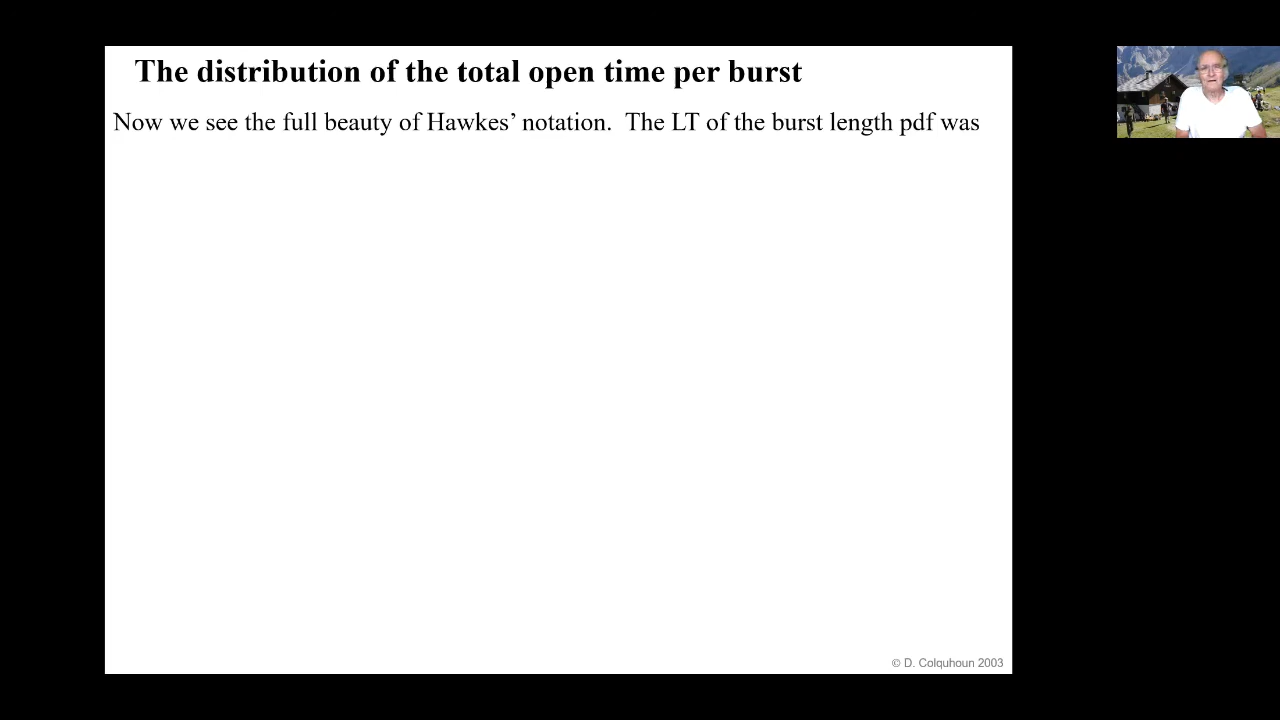 The distribution of the total open time per burst
Now we see the full beauty of Hawkes’ notation.  The LT of the burst length pdf was
© D. Colquhoun 2003